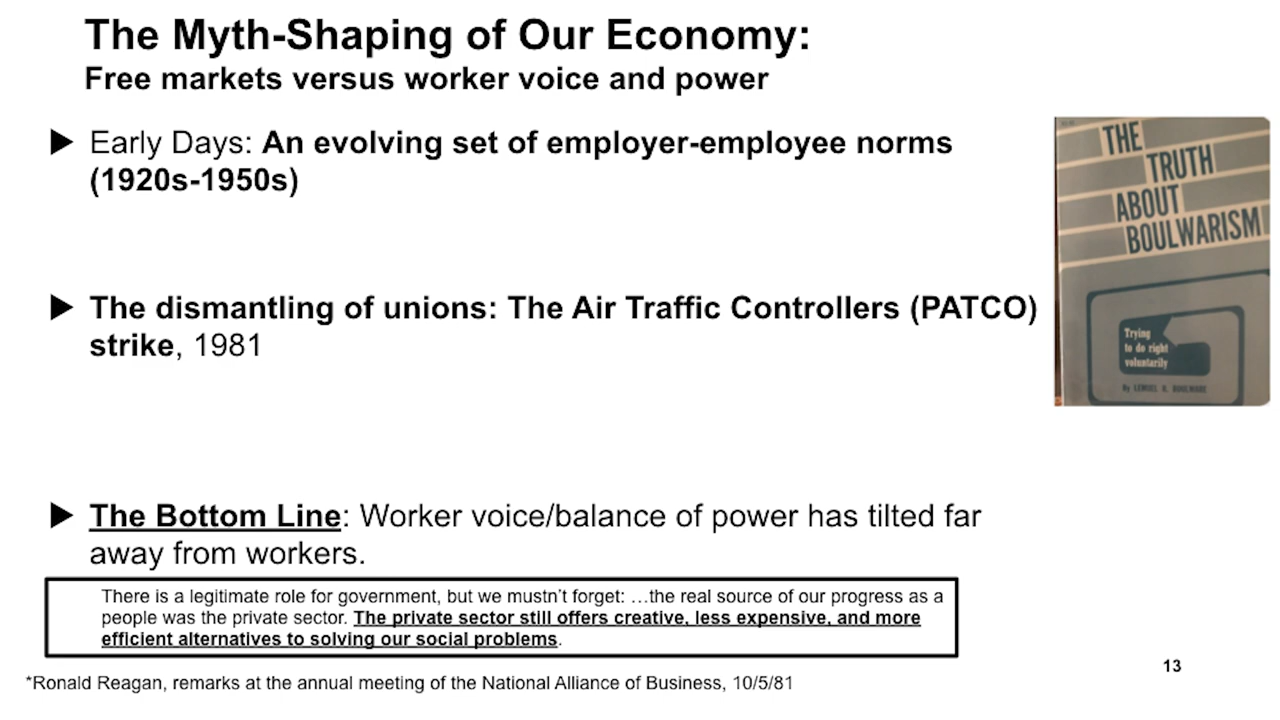 The Myth-Shaping of Our Economy:
Free markets versus worker voice and power
▶ Early Days: An evolving set of employer-employee norms
(1920s-1950s)
▶ The dismantling of unions: The Air Traffic Controllers (PATCO)
strike, 1981
▶ The Bottom Line: Worker voice/balance of power has tilted far
away from workers.
There is a legitimate role for government, but we mustn't forget: …the real source of our progress as a
people was the private sector. The private sector still offers creative, less expensive, and more
efficient alternatives to solving our social problems.
*Ronald Reagan, remarks at the annual meeting of the National Alliance of Business, 10/5/81
13
THE
TRUTH
ABOUT
BOULWARISM
Trying
to do right
voluntarily
By LEMUEL R. BOULWARE